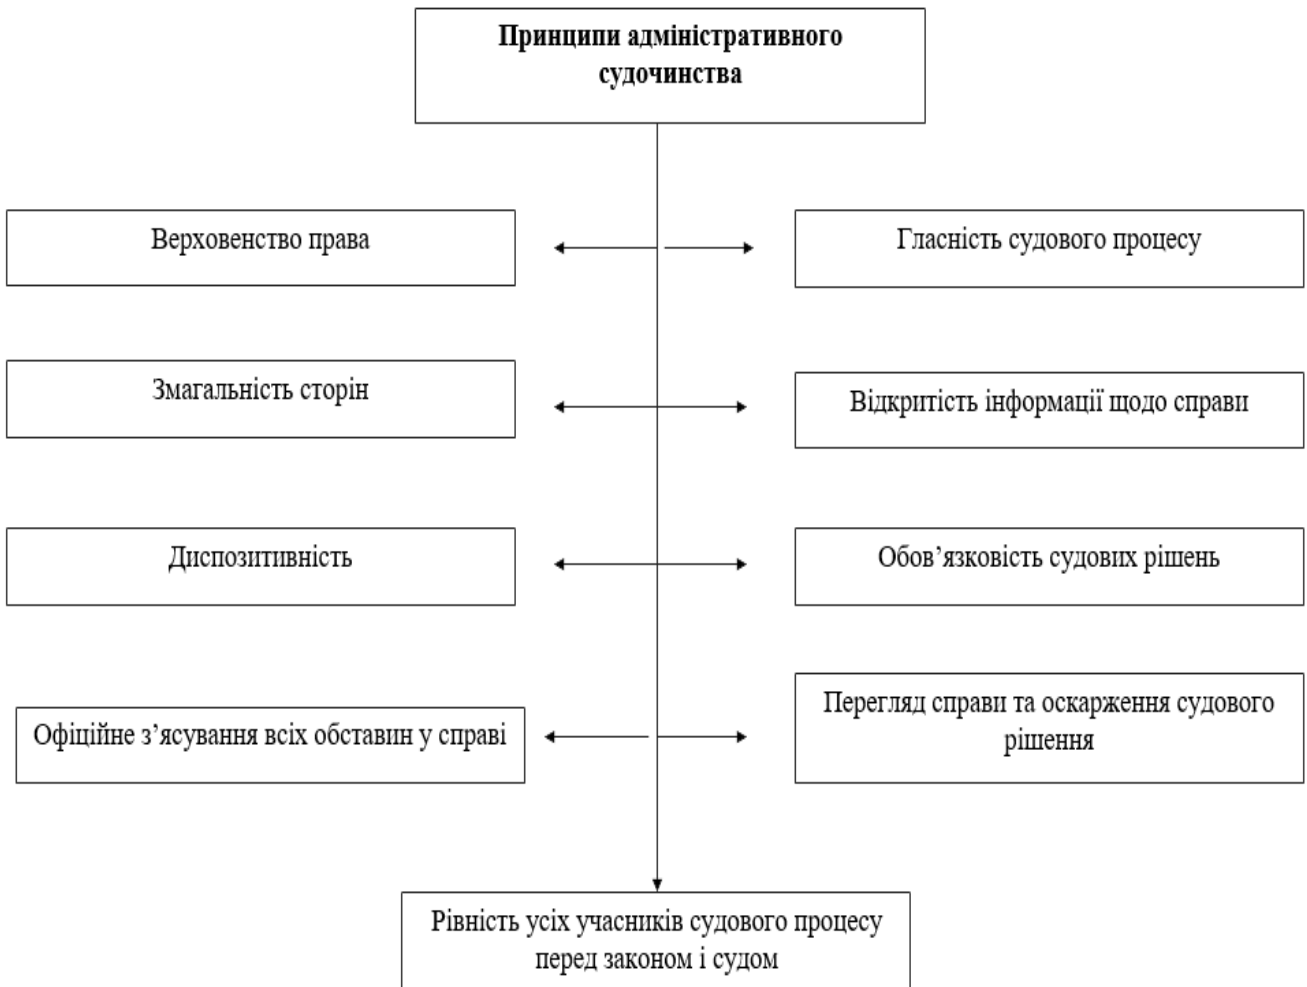 Принципи адміністративного
судочинства
Верховенство права
Гласність судового процесу
Змагальність сторін
Відкритість інформації щодо справи
Диспозитивність
Обов’язковість судових рішень
Офіційне з’ясування всіх обставин у справі
Перегляд справи та оскарження судового
рішення
Рівність усіх учасників судового процесу
перед законом і судом